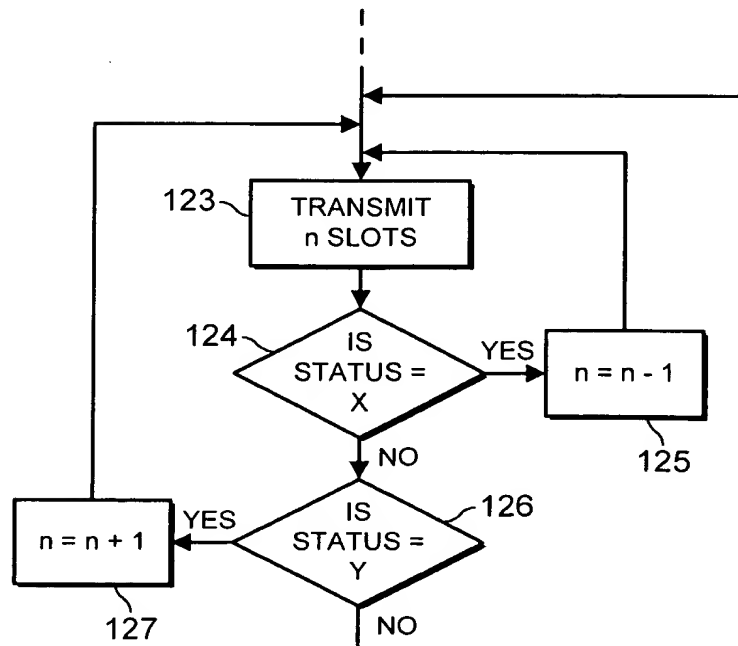 123
TRANSMIT
n SLOTS
124
IS
STATUS =
X
YES
n = n - 1
125
NO
126
IS
STATUS =
Y
YES
n = n + 1
127
NO